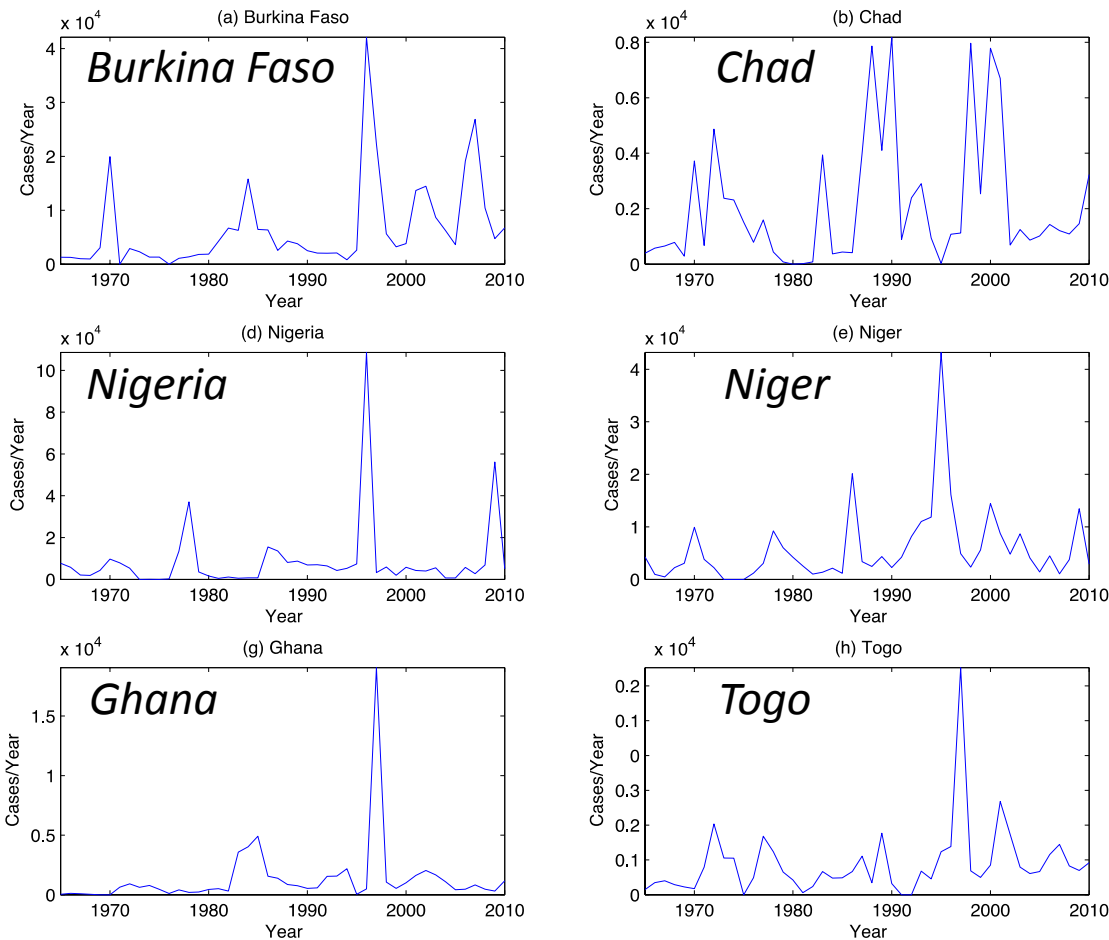 x 10^4
(a) Burkina Faso
Burkina Faso
Cases/Year
4
3
2
1
0
1970 1980 1990 2000 2010
Year
x 10^4
(b) Chad
Chad
Cases/Year
0.8
0.6
0.4
0.2
0
1970 1980 1990 2000 2010
Year
x 10^4
(d) Nigeria
Nigeria
Cases/Year
10
8
6
4
2
0
1970 1980 1990 2000 2010
Year
x 10^4
(e) Niger
Niger
Cases/Year
4
3
2
1
0
1970 1980 1990 2000 2010
Year
x 10^4
(g) Ghana
Ghana
Cases/Year
1.5
1
0.5
0
1970 1980 1990 2000 2010
Year
x 10^4
(h) Togo
Togo
Cases/Year
0.2
0.1
0
0.3
0.2
0.1
0
1970 1980 1990 2000 2010
Year